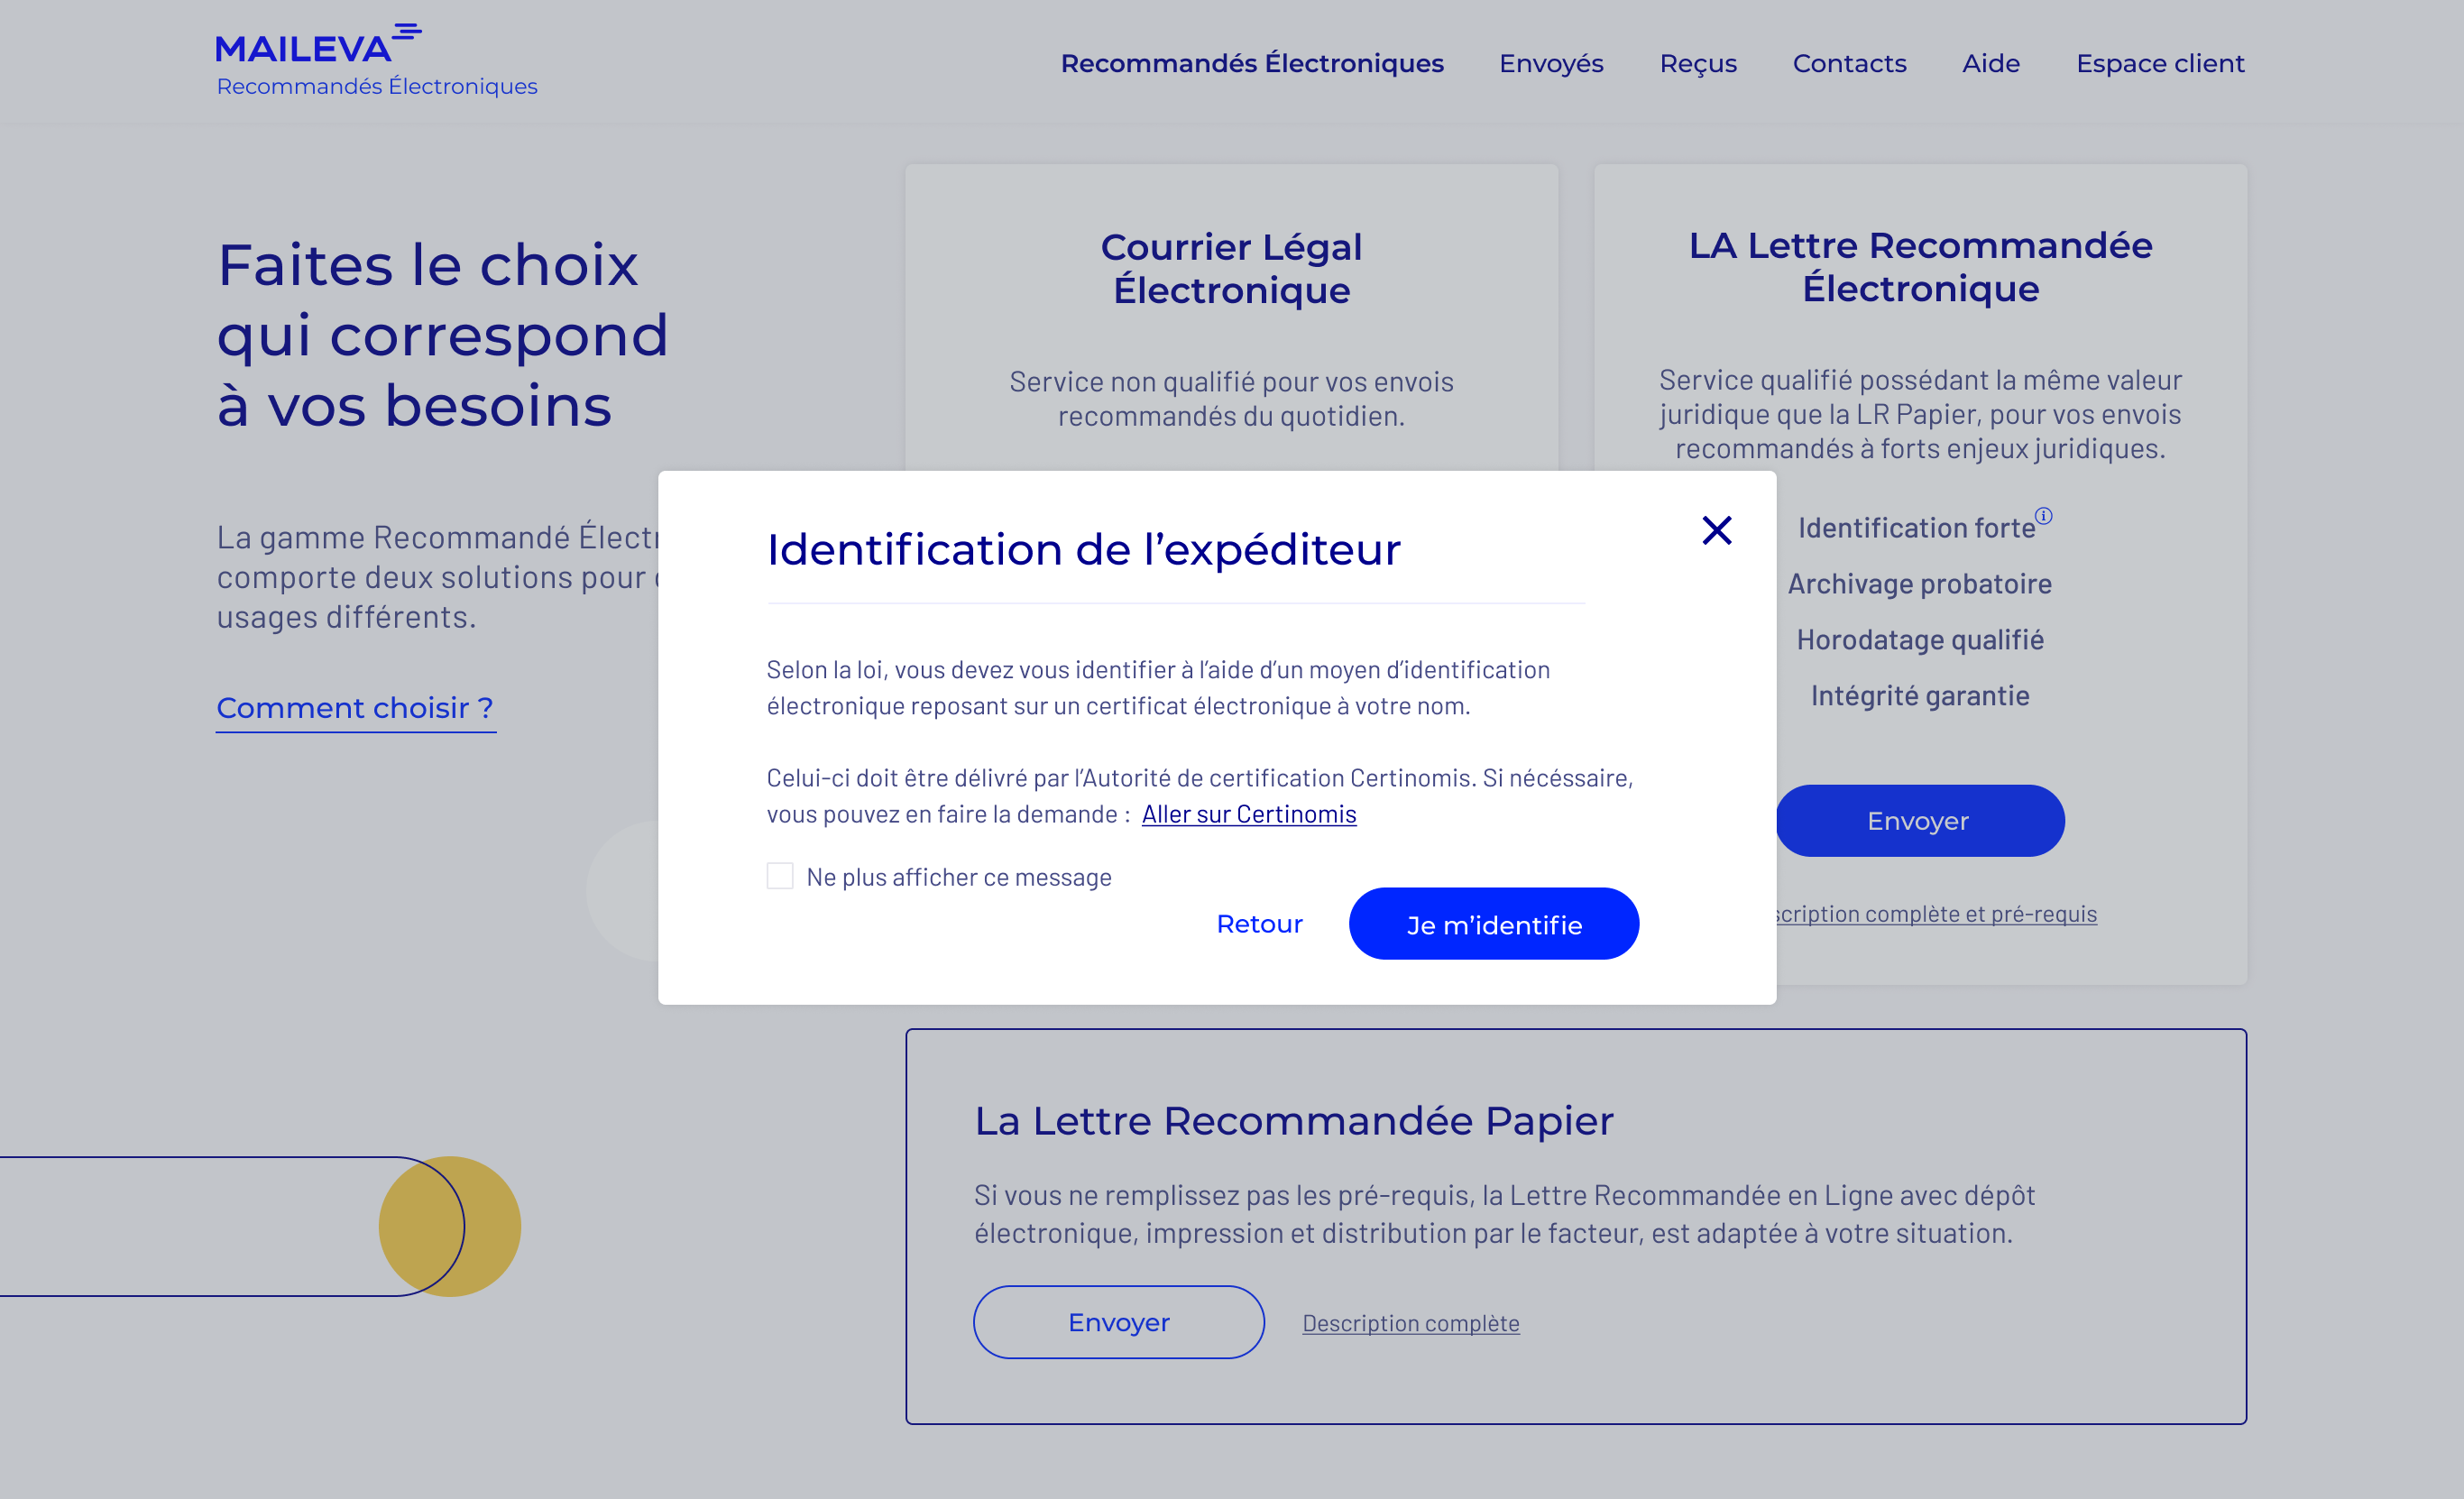 MAILEVA
Recommandés Électroniques
Recommandés Électroniques
Envoyés
Reçus
Contacts
Aide
Espace client
Faites le choix
qui correspond
à vos besoins
La gamme Recommandé
comporte deux solutions pour
usages différents.
Comment choisir ?
Courrier Légal
Électronique
Service non qualifié pour vos envois
recommandés du quotidien.
LA Lettre Recommandée
Électronique
Service qualifié possédant la même valeur
juridique que la LR Papier, pour vos envois
recommandés à forts enjeux juridiques.
Identification forte
Archivage probatoire
Horodatage qualifié
Intégrité garantie
Envoyer
complète et pré-requis
Identification de l’expéditeur
Selon la loi, vous devez vous identifier à l’aide d’un moyen d’identification
électronique reposant sur un certificat électronique à votre nom.
Celui-ci doit être délivré par l’Autorité de certification Certinomis. Si nécéssaire,
vous pouvez en faire la demande : Aller sur Certinomis
Ne plus afficher ce message
Retour
Je m’identifie
La Lettre Recommandée Papier
Si vous ne remplissez pas les pré-requis, la Lettre Recommandée en Ligne avec dépôt
électronique, impression et distribution par le facteur, est adaptée à votre situation.
Envoyer
Description complète